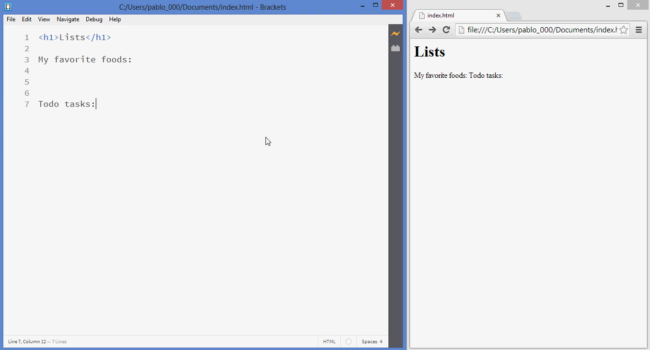 C:/Users/pablo_000/Documents/index.html - Brackets
File Edit View Navigate Debug Help
1 <h1>Lists</h1>
2
3 My favorite foods:
4
5
6
7 Todo tasks:
Line 7, Column 12 — 7 Lines
HTML
Spaces: 4
index.html
file:///C:/Users/pablo_000/Documents/index.h
Lists
My favorite foods: Todo tasks: